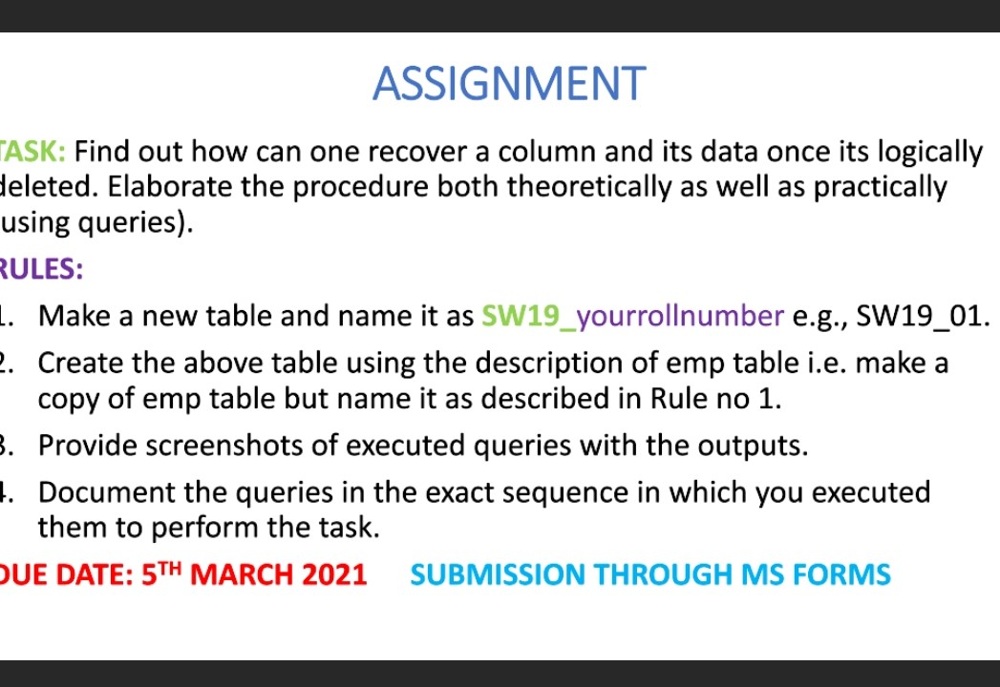 ASSIGNMENT
TASK: Find out how can one recover a column and its data once its logically
deleted. Elaborate the procedure both theoretically as well as practically
using queries).
RULES:
1. Make a new table and name it as SW19_yourrollnumber e.g., SW19_01.
2. Create the above table using the description of emp table i.e. make a
copy of emp table but name it as described in Rule no 1.
3. Provide screenshots of executed queries with the outputs.
4. Document the queries in the exact sequence in which you executed
them to perform the task.
DUE DATE: 5TH MARCH 2021 SUBMISSION THROUGH MS FORMS